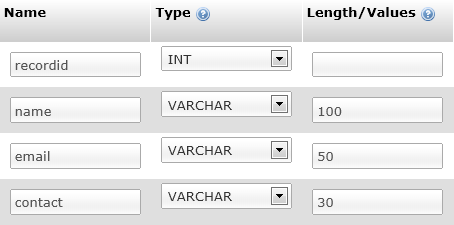 Name Type Length/Values
recordid INT
name VARCHAR 100
email VARCHAR 50
contact VARCHAR 30